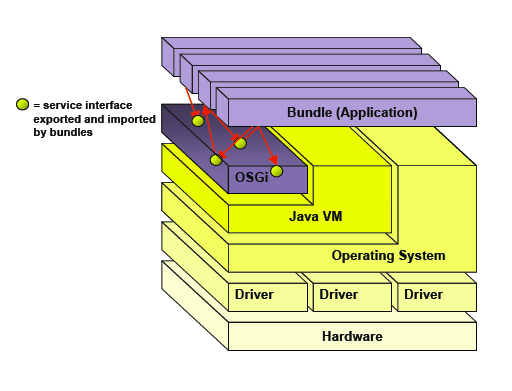 Bundle (Application)
= service interface
exported and imported
by bundles
OSGi
Java VM
Operating System
Driver Driver Driver
Hardware